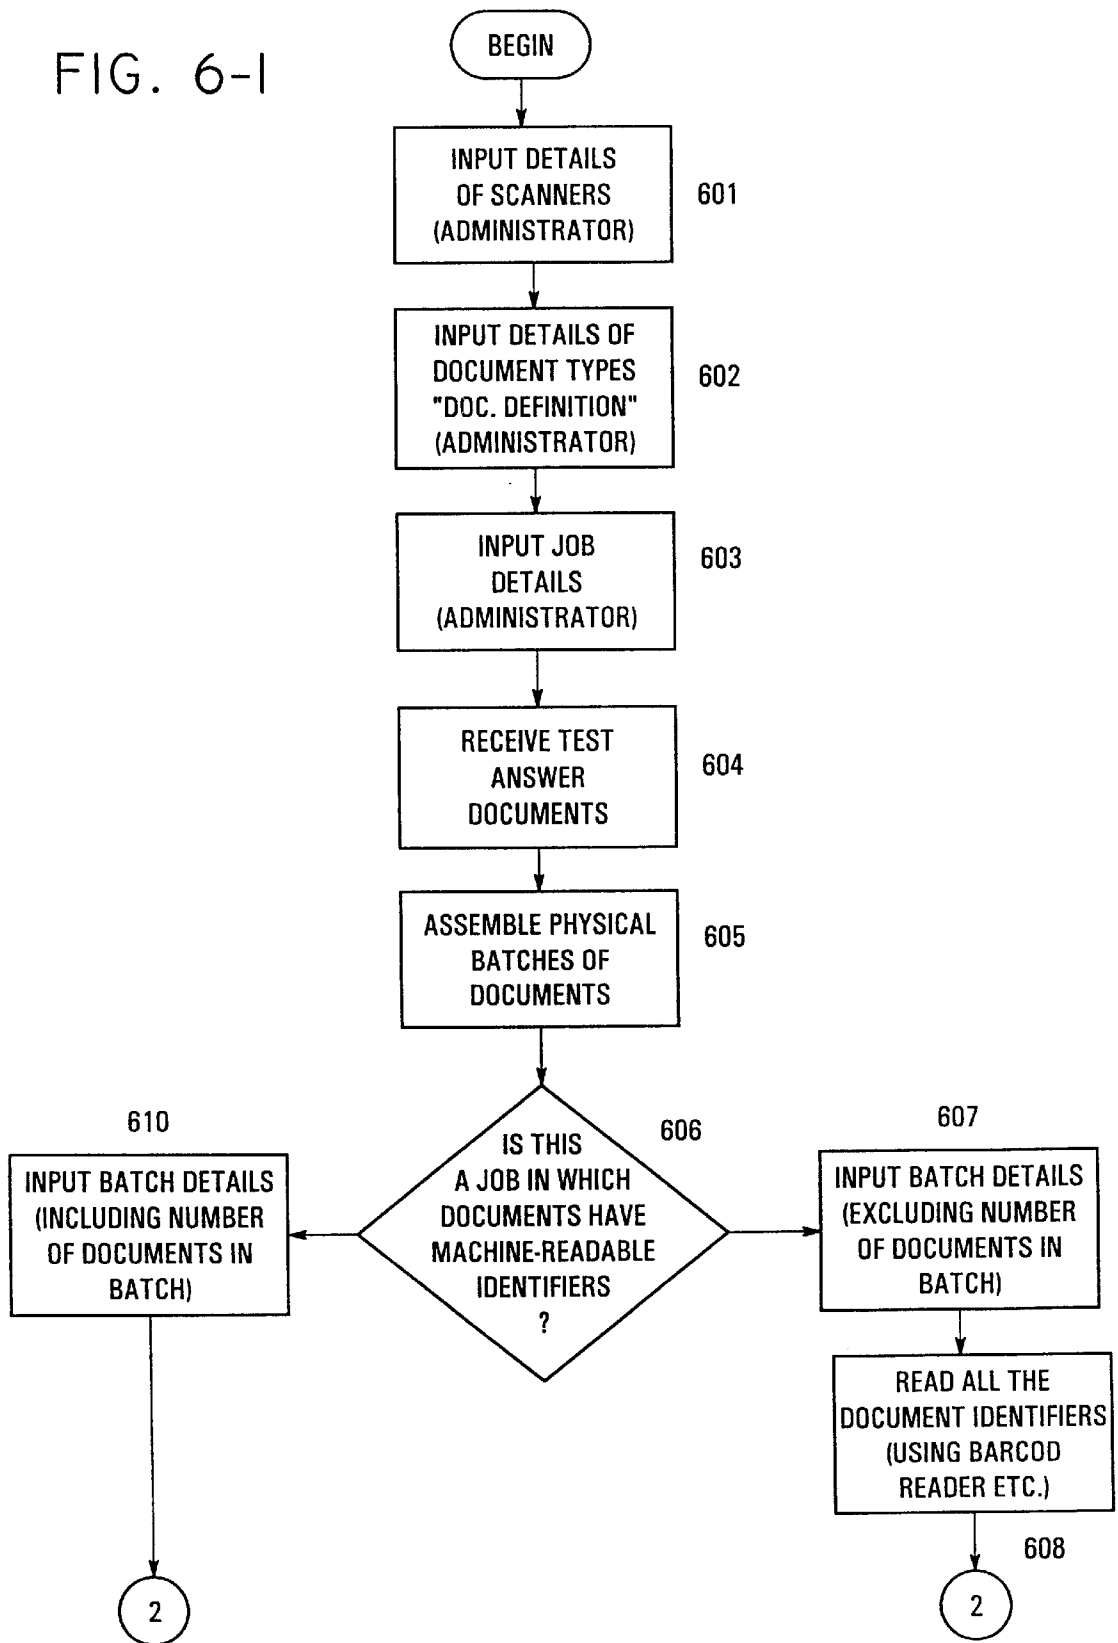 FIG. 6-1
BEGIN
INPUT DETAILS
OF SCANNERS
(ADMINISTRATOR)
601
INPUT DETAILS OF
DOCUMENT TYPES
"DOC. DEFINITION"
(ADMINISTRATOR)
602
INPUT JOB
DETAILS
(ADMINISTRATOR)
603
RECEIVE TEST
ANSWER
DOCUMENTS
604
ASSEMBLE PHYSICAL
BATCHES OF
DOCUMENTS
605
610
INPUT BATCH DETAILS
(INCLUDING NUMBER
OF DOCUMENTS IN
BATCH)
606
IS THIS
A JOB IN WHICH
DOCUMENTS HAVE
MACHINE-READABLE
IDENTIFIERS
?
607
INPUT BATCH DETAILS
(EXCLUDING NUMBER
OF DOCUMENTS IN
BATCH)
READ ALL THE
DOCUMENT IDENTIFIERS
(USING BARCOD
READER ETC.)
608
2
2